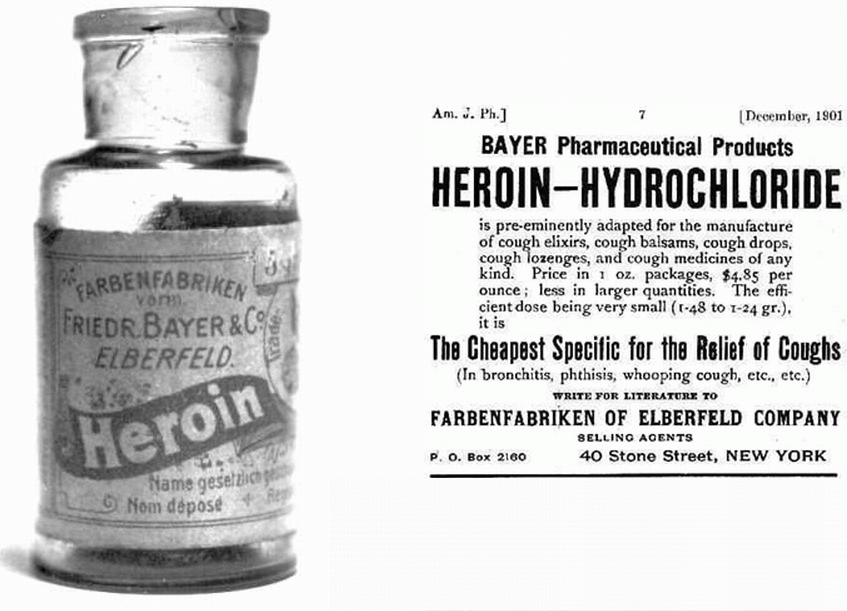 FARBENFABRIKEN
vorm.
FRIEDR. BAYER & Co
ELBERFELD.
Heroin
Trade-
Name gesetzlich
Nom déposé
Am. J. Ph.] 7 [December, 1901
BAYER Pharmaceutical Products
HEROIN–HYDROCHLORIDE
is pre-eminently adapted for the manufacture
of cough elixirs, cough balsams, cough drops,
cough lozenges, and cough medicines of any
kind. Price in 1 oz. packages, $4.85 per
ounce; less in larger quantities. The effi-
cient dose being very small (1-48 to 1-24 gr.),
it is
The Cheapest Specific for the Relief of Coughs
(In bronchitis, phthisis, whooping cough, etc., etc.)
WRITE FOR LITERATURE TO
FARBENFABRIKEN OF ELBERFELD COMPANY
SELLING AGENTS
P. O. Box 2160 40 Stone Street, NEW YORK